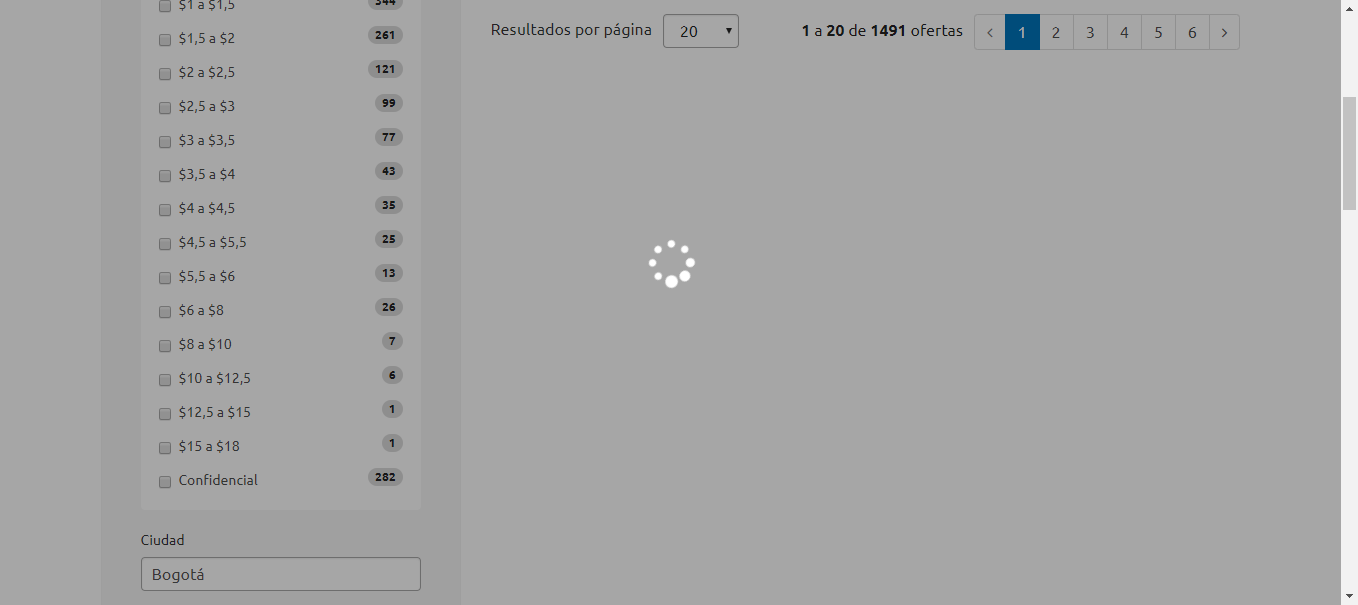 $1 a $1,5 344
$1,5 a $2 261
$2 a $2,5 121
$2,5 a $3 99
$3 a $3,5 77
$3,5 a $4 43
$4 a $4,5 35
$4,5 a $5,5 25
$5,5 a $6 13
$6 a $8 26
$8 a $10 7
$10 a $12,5 6
$12,5 a $15 1
$15 a $18 1
Confidencial 282
Ciudad
Bogotá
Resultados por página 20 1 a 20 de 1491 ofertas ‹ 1 2 3 4 5 6 ›